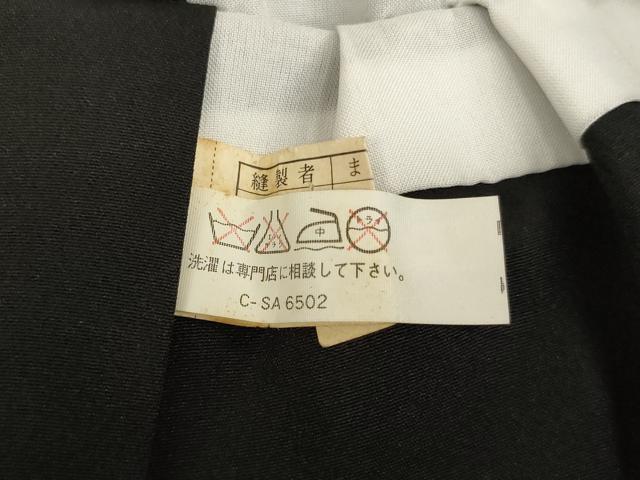 縫製者 ま
中
洗濯は専門店に相談して下さい。
C-SA6502